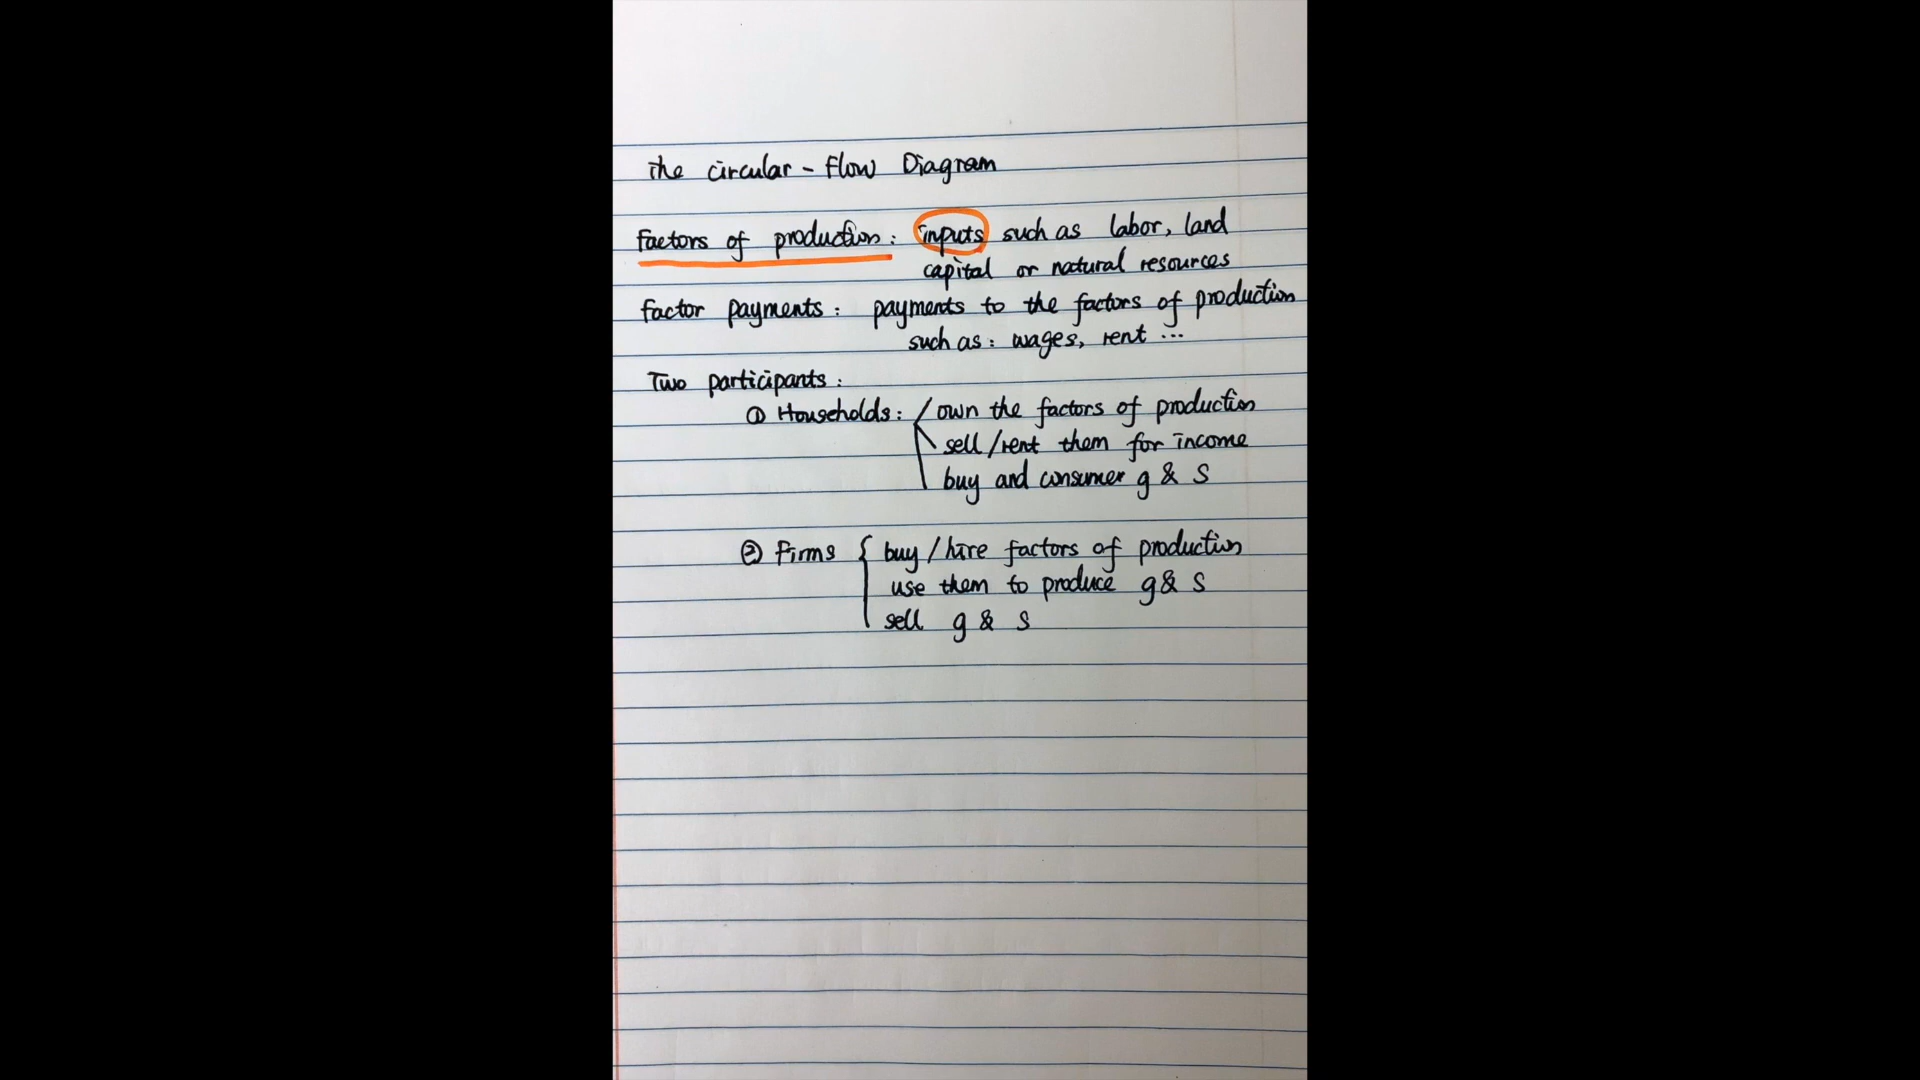 The circular - Flow Diagram
Factors of production : inputs such as labor, land
capital or natural resources
Factor payments : payments to the factors of production
such as : wages, rent ...
Two participants :
① Households : own the factors of production
sell / rent them for income
buy and consumer g & s
② Firms { buy / hire factors of production
use them to produce g & s
sell g & s